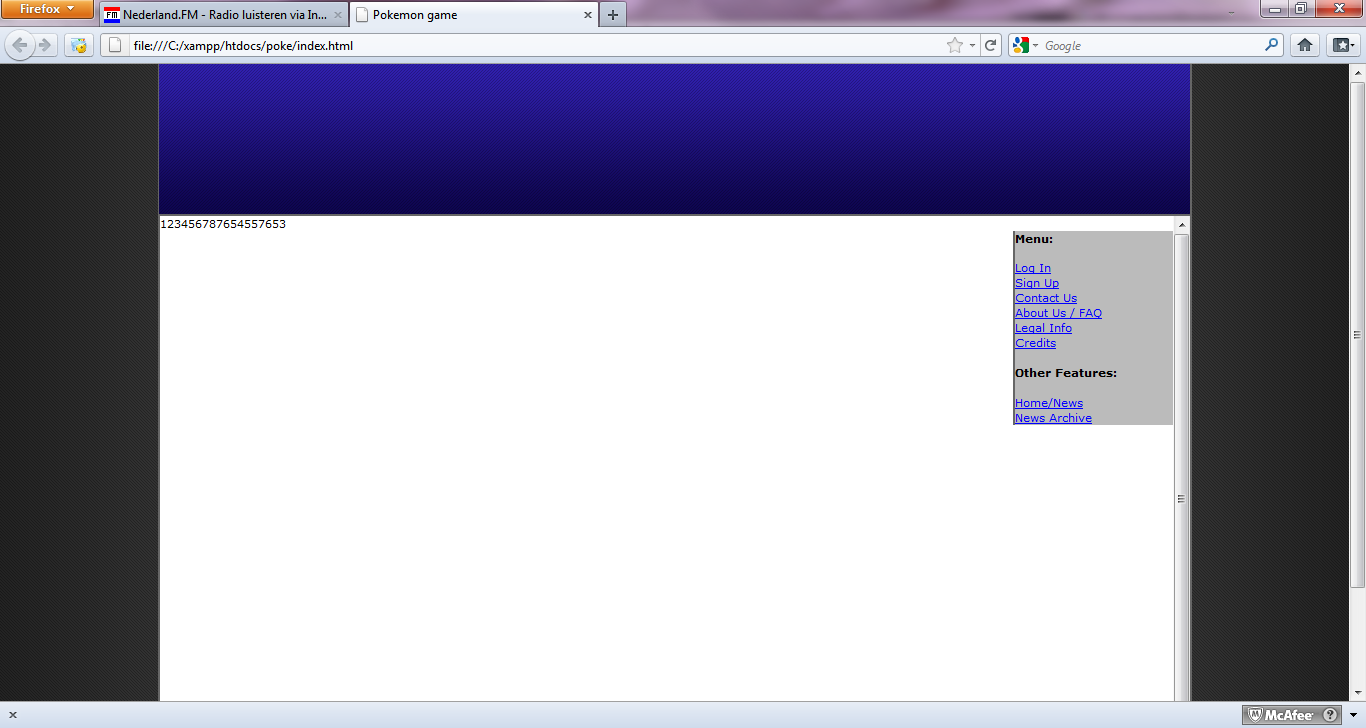 Firefox
FM Nederland.FM - Radio luisteren via In...
Pokemon game
file:///C:/xampp/htdocs/poke/index.html
Google
123456787654557653
Menu:
Log In
Sign Up
Contact Us
About Us / FAQ
Legal Info
Credits
Other Features:
Home/News
News Archive
McAfee